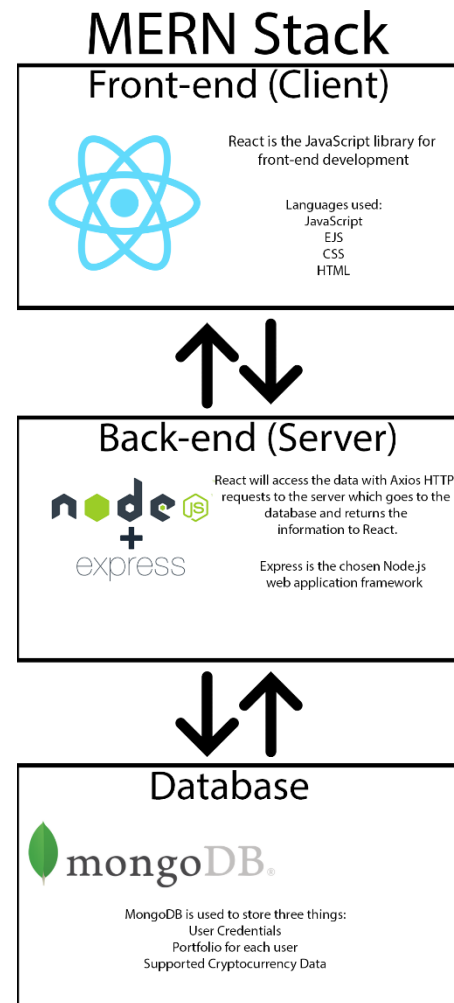 MERN Stack
Front-end (Client)
React is the JavaScript library for
front-end development
Languages used:
JavaScript
EJS
CSS
HTML
Back-end (Server)
node JS
+
express
React will access the data with Axios HTTP
requests to the server which goes to the
database and returns the
information to React.
Express is the chosen Node.js
web application framework
Database
mongoDB®
MongoDB is used to store three things:
User Credentials
Portfolio for each user
Supported Cryptocurrency Data